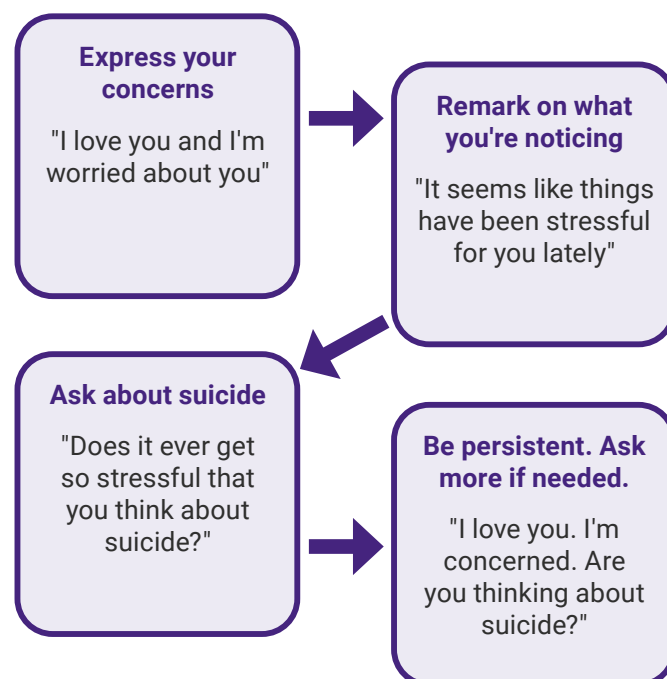 Express your
concerns
"I love you and I'm
worried about you"
Remark on what
you're noticing
"It seems like things
have been stressful
for you lately"
Ask about suicide
"Does it ever get
so stressful that
you think about
suicide?"
Be persistent. Ask
more if needed.
"I love you. I'm
concerned. Are
you thinking about
suicide?"